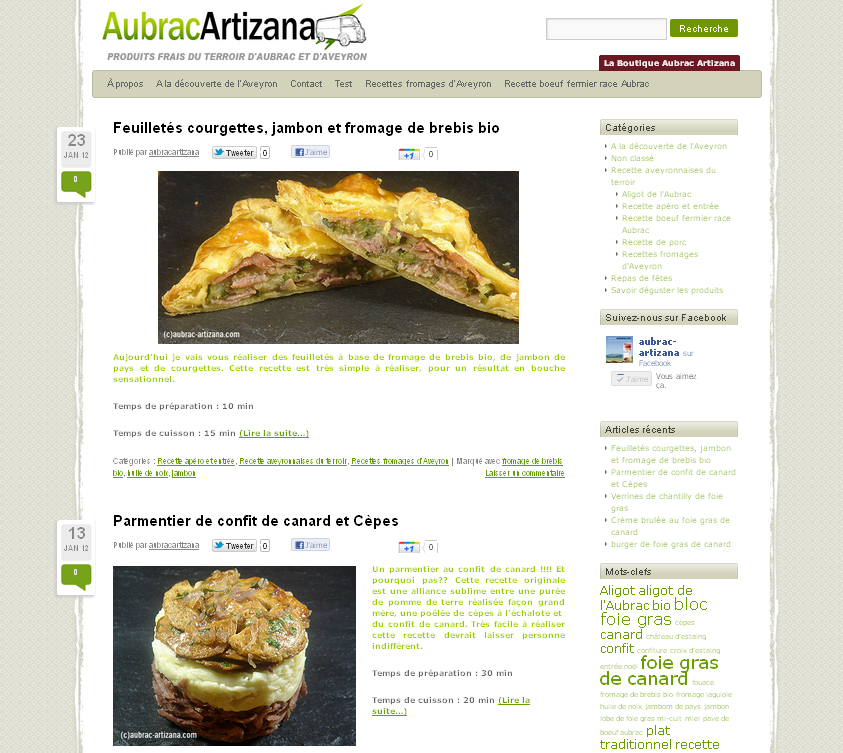 AubracArtizana
PRODUITS FRAIS DU TERROIR D'AUBRAC ET D'AVEYRON
Recherche
La Boutique Aubrac Artizana
À propos A la découverte de l'Aveyron Contact Test Recettes fromages d'Aveyron Recette boeuf fermier race Aubrac
23
JAN 12
0
Feuilletés courgettes, jambon et fromage de brebis bio
Publié par aubracartizana Tweeter 0 J'aime +1 0
(c)aubrac-artizana.com
Aujourd'hui je vais vous réaliser des feuilletés à base de fromage de brebis bio, de jambon de
pays et de courgettes. Cette recette est très simple à réaliser, pour un résultat en bouche
sensationnel.
Temps de préparation : 10 min
Temps de cuisson : 15 min (Lire la suite...)
Catégories : Recette apéro et entrée, Recette aveyronnaises du terroir, Recettes fromages d'Aveyron | Marqué avec fromage de brebis
bio, huile de noix, jambon Laisser un commentaire
13
JAN 12
0
Parmentier de confit de canard et Cèpes
Publié par aubracartizana Tweeter 0 J'aime +1 0
(c)aubrac-artizana.com
Un parmentier au confit de canard !!!! Et
pourquoi pas?? Cette recette originale
est une alliance sublime entre une purée
de pomme de terre réalisée façon grand
mère, une poêlée de cèpes à l'échalote et
du confit de canard. Très facile à réaliser
cette recette devrait laisser personne
indifférent.
Temps de préparation : 30 min
Temps de cuisson : 20 min (Lire la
suite...)
Catégories
A la découverte de l'Aveyron
Non classé
Recette aveyronnaises du
terroir
Aligot de l'Aubrac
Recette apéro et entrée
Recette boeuf fermier race
Aubrac
Recette de porc
Recettes fromages
d'Aveyron
Repas de fêtes
Savoir déguster les produits
Suivez-nous sur Facebook
aubrac-
artizana sur
Facebook
J'aime Vous aimez
ça.
Articles récents
Feuilletés courgettes, jambon
et fromage de brebis bio
Parmentier de confit de canard
et Cèpes
Verrines de chantilly de foie
gras
Crème brulée au foie gras de
canard
burger de foie gras de canard
Mots-clefs
Aligot aligot de
l'Aubrac bio bloc
foie gras cèpes
canard château d'estaing
confit confiture croix d'estaing
entrée noel foie gras
de canard fouace
fromage de brebis bio fromage laguiole
huile de noix jambom de pays jambon
lobe de foie gras mi-cuit miel pave de
boeuf aubrac plat
traditionnel recette